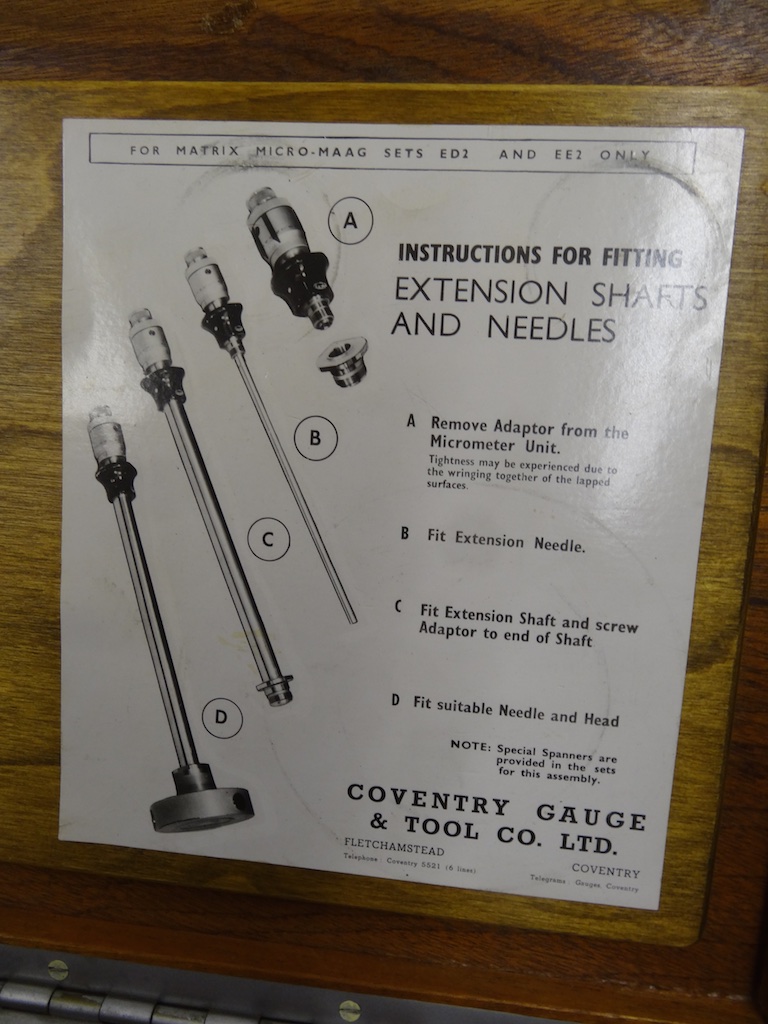 FOR MATRIX MICRO-MAAG SETS ED2 AND EE2 ONLY
A
INSTRUCTIONS FOR FITTING
EXTENSION SHAFTS
AND NEEDLES
B
C
D
A Remove Adaptor from the
Micrometer Unit.
Tightness may be experienced due to
the wringing together of the lapped
surfaces.
B Fit Extension Needle.
C Fit Extension Shaft and screw
Adaptor to end of Shaft
D Fit suitable Needle and Head
NOTE: Special Spanners are
provided in the sets
for this assembly.
COVENTRY GAUGE
& TOOL CO. LTD.
FLETCHAMSTEAD
COVENTRY
Telephone: Coventry 5521 (6 lines)
Telegrams: Gauges, Coventry